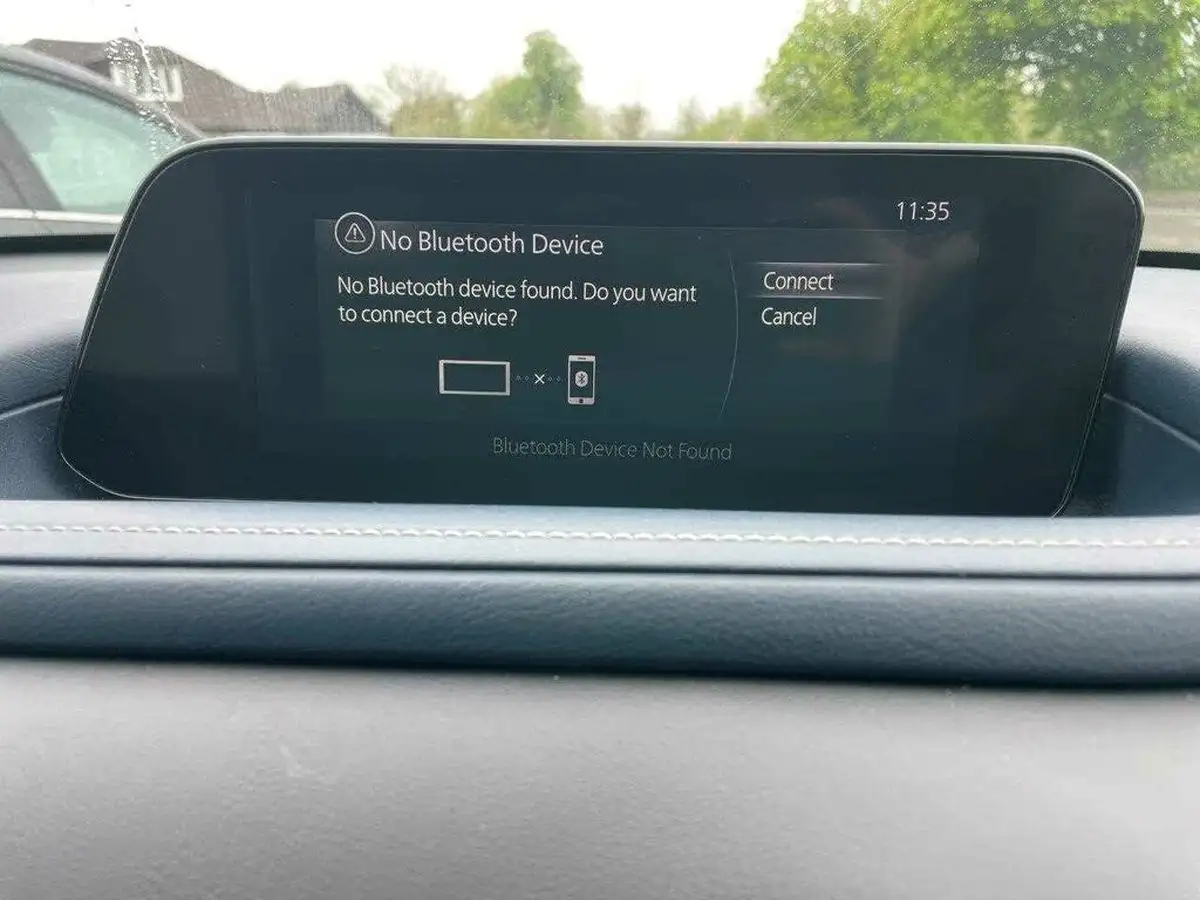 11:35
No Bluetooth Device
No Bluetooth device found. Do you want
to connect a device?
Connect
Cancel
Bluetooth Device Not Found